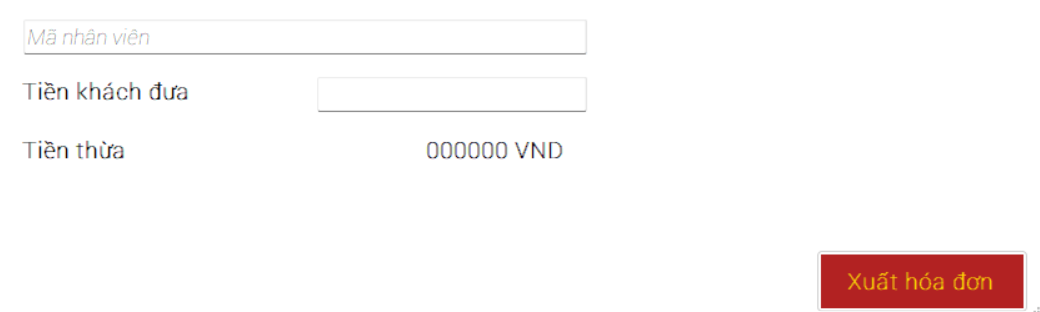 Mã nhân viên
Tiền khách đưa
Tiền thừa 000000 VND
Xuất hóa đơn